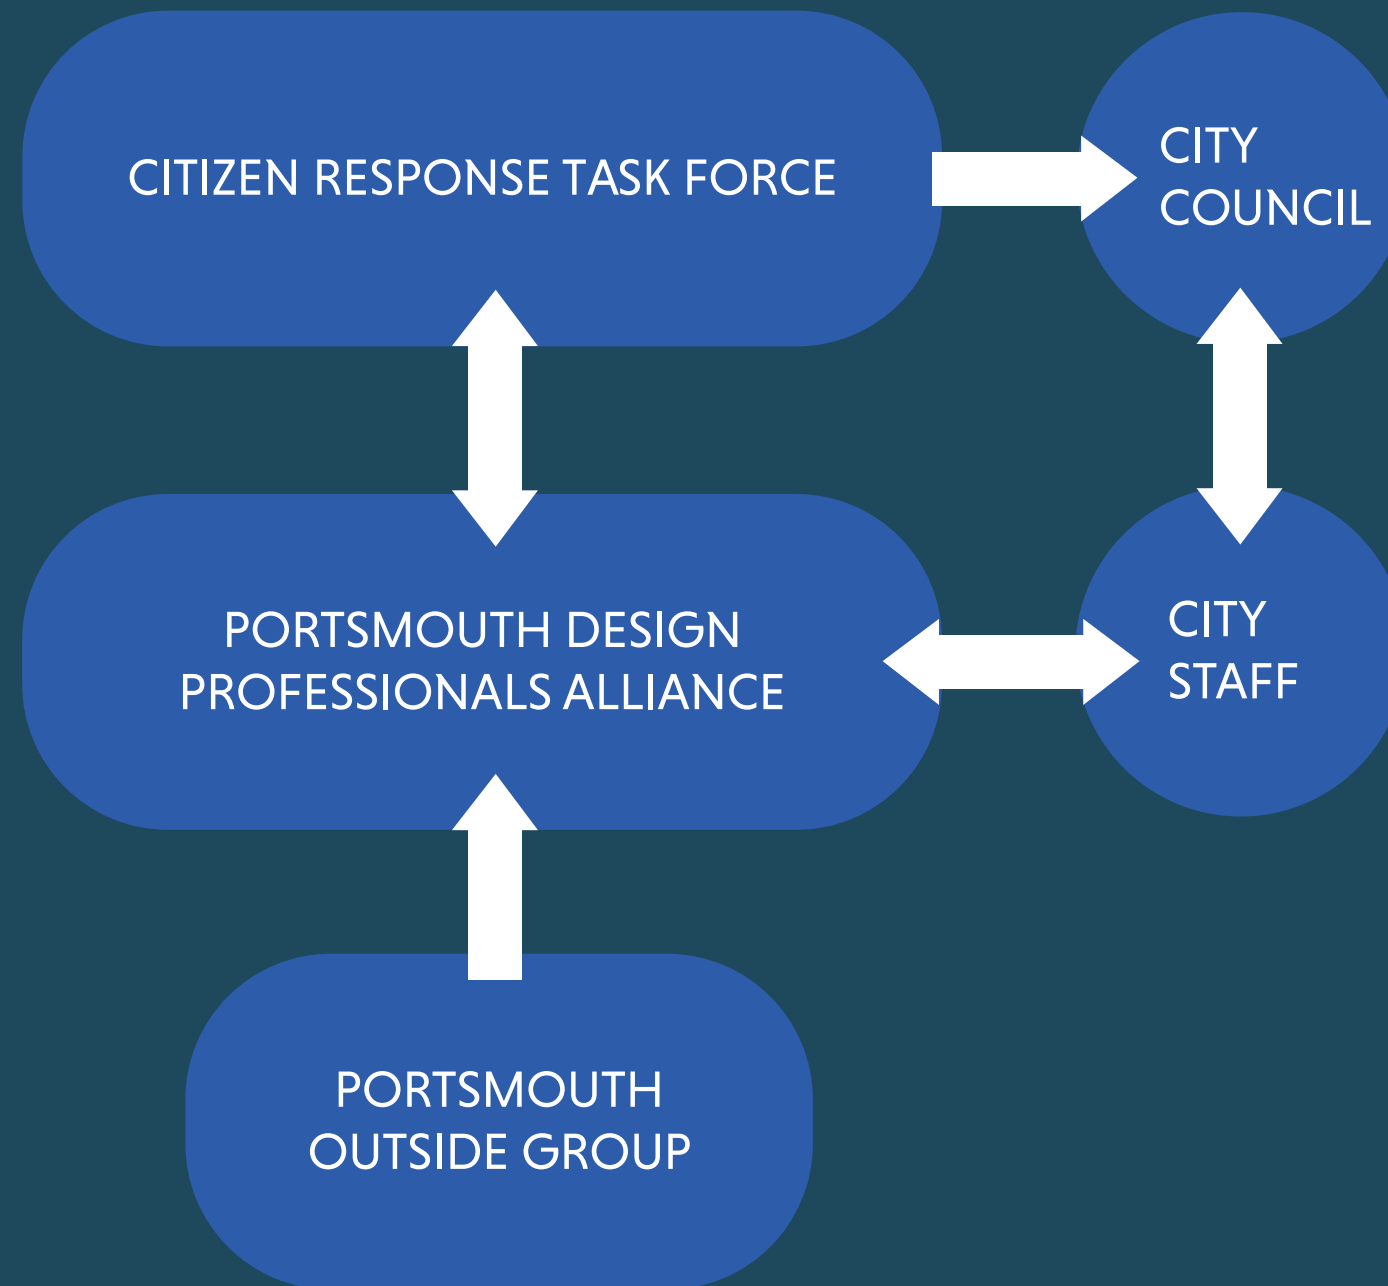 CITIZEN RESPONSE TASK FORCE
CITY
COUNCIL
PORTSMOUTH DESIGN
PROFESSIONALS ALLIANCE
CITY
STAFF
PORTSMOUTH
OUTSIDE GROUP